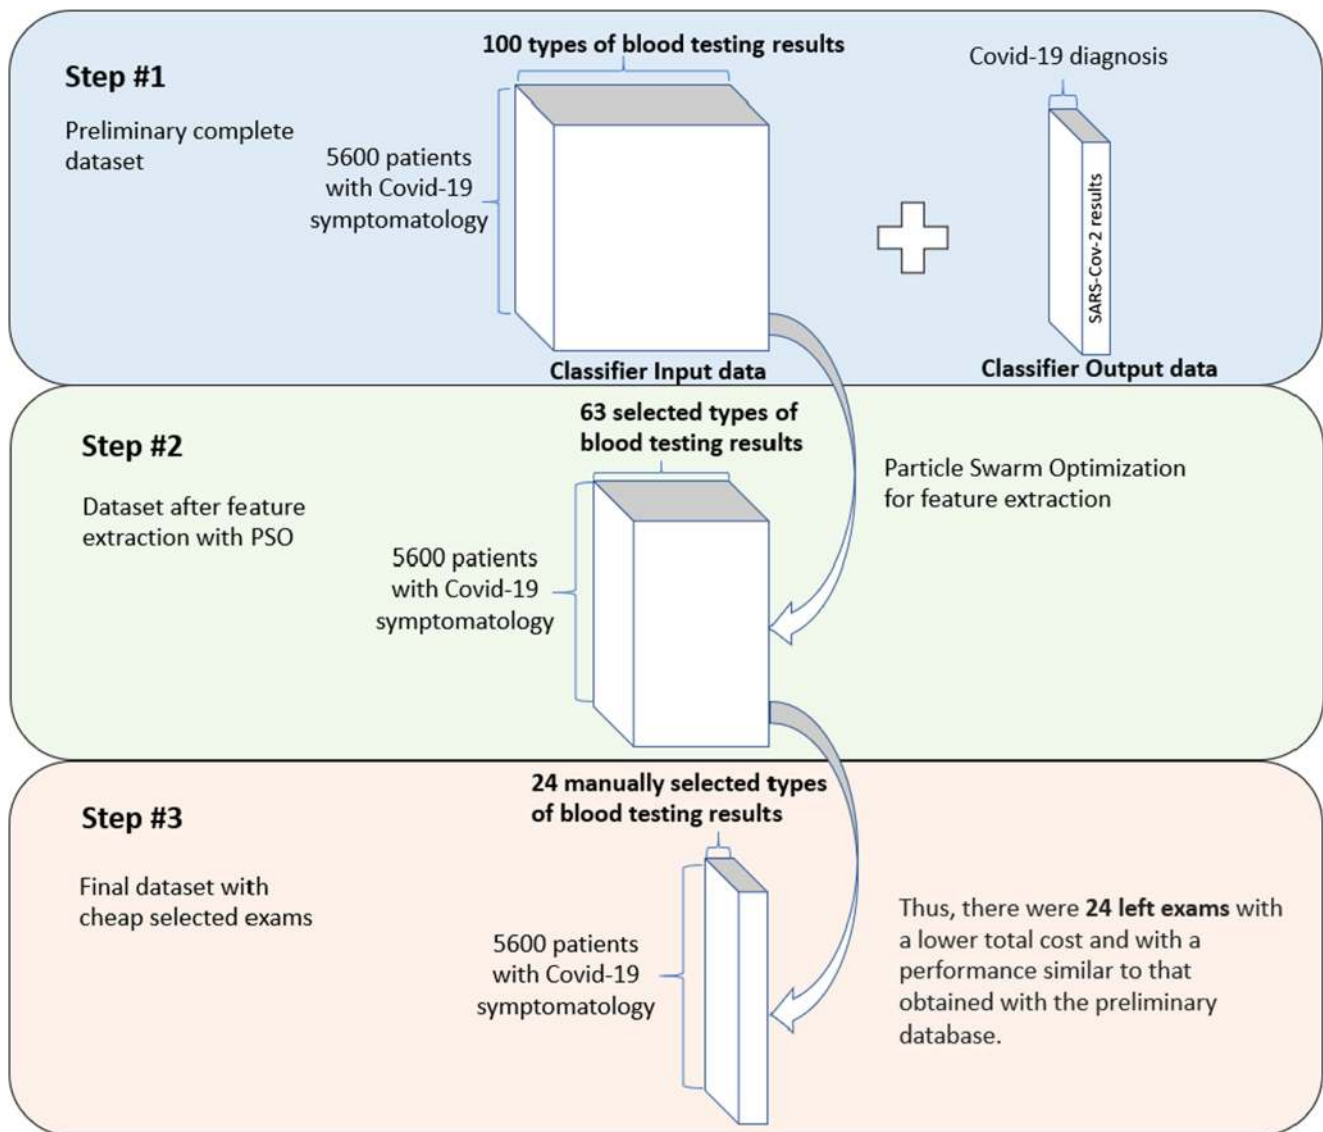 100 types of blood testing results
Covid-19 diagnosis
Step #1
Preliminary complete
dataset
5600 patients
with Covid-19
symptomatology
SARS-Cov-2 results
Classifier Input data
Classifier Output data
63 selected types of
blood testing results
Step #2
Dataset after feature
extraction with PSO
5600 patients
with Covid-19
symptomatology
Particle Swarm Optimization
for feature extraction
24 manually selected types
of blood testing results
Step #3
Final dataset with
cheap selected exams
5600 patients
with Covid-19
symptomatology
Thus, there were 24 left exams with
a lower total cost and with a
performance similar to that
obtained with the preliminary
database.